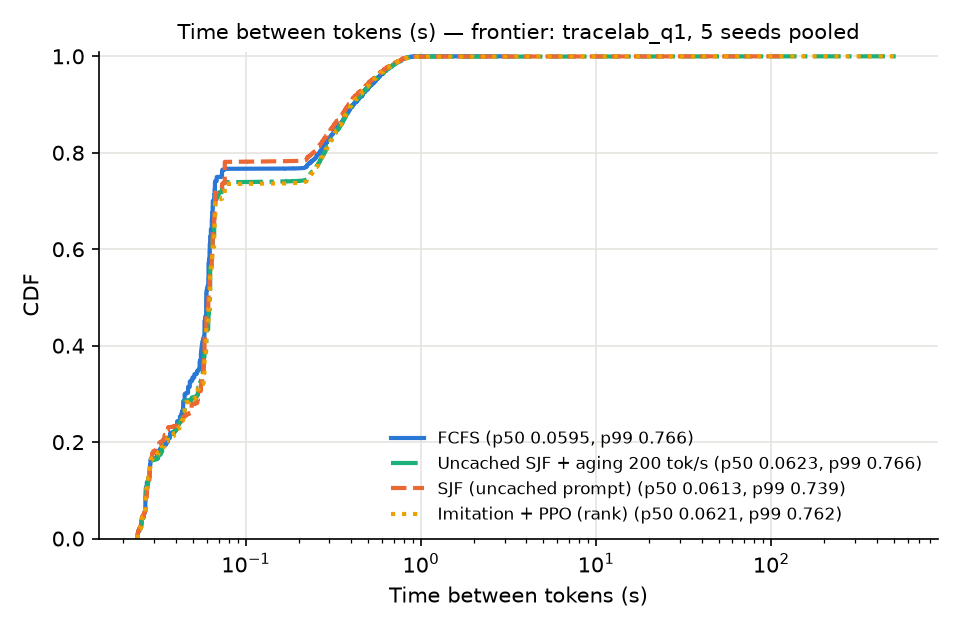 Time between tokens (s) — frontier: tracelab_q1, 5 seeds pooled
1.0
0.8
0.6
0.4
0.2
0.0
CDF
FCFS (p50 0.0595, p99 0.766)
Uncached SJF + aging 200 tok/s (p50 0.0623, p99 0.766)
SJF (uncached prompt) (p50 0.0613, p99 0.739)
Imitation + PPO (rank) (p50 0.0621, p99 0.762)
10⁻¹ 10⁰ 10¹ 10²
Time between tokens (s)